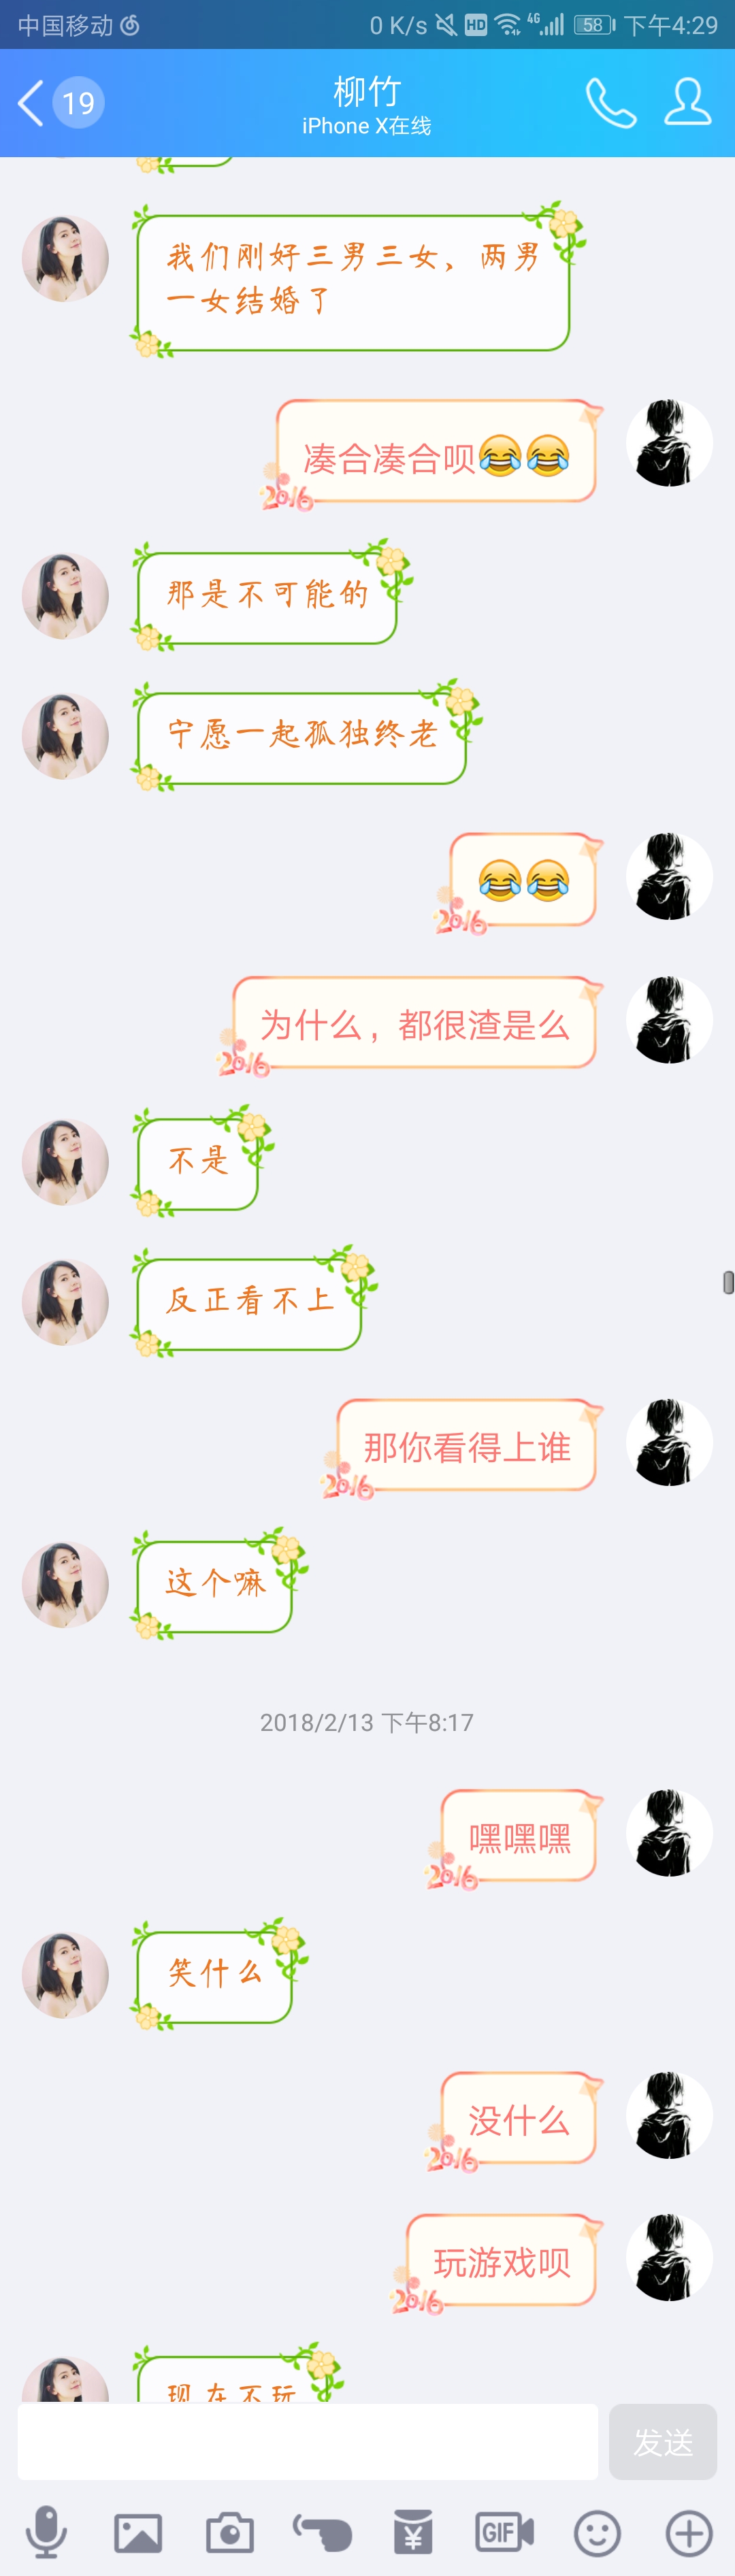 中国移动 0 K/s HD 4G 58 下午4:29
19 柳竹
iPhone X在线
我们刚好三男三女，两男
一女结婚了
凑合凑合呗😂😂
2016
那是不可能的
宁愿一起孤独终老
😂😂
2016
为什么，都很渣是么
2016
不是
反正看不上
那你看得上谁
2016
这个嘛
2018/2/13 下午8:17
嘿嘿嘿
2016
笑什么
没什么
2016
玩游戏呗
2016
现在不玩
发送
¥ GIF